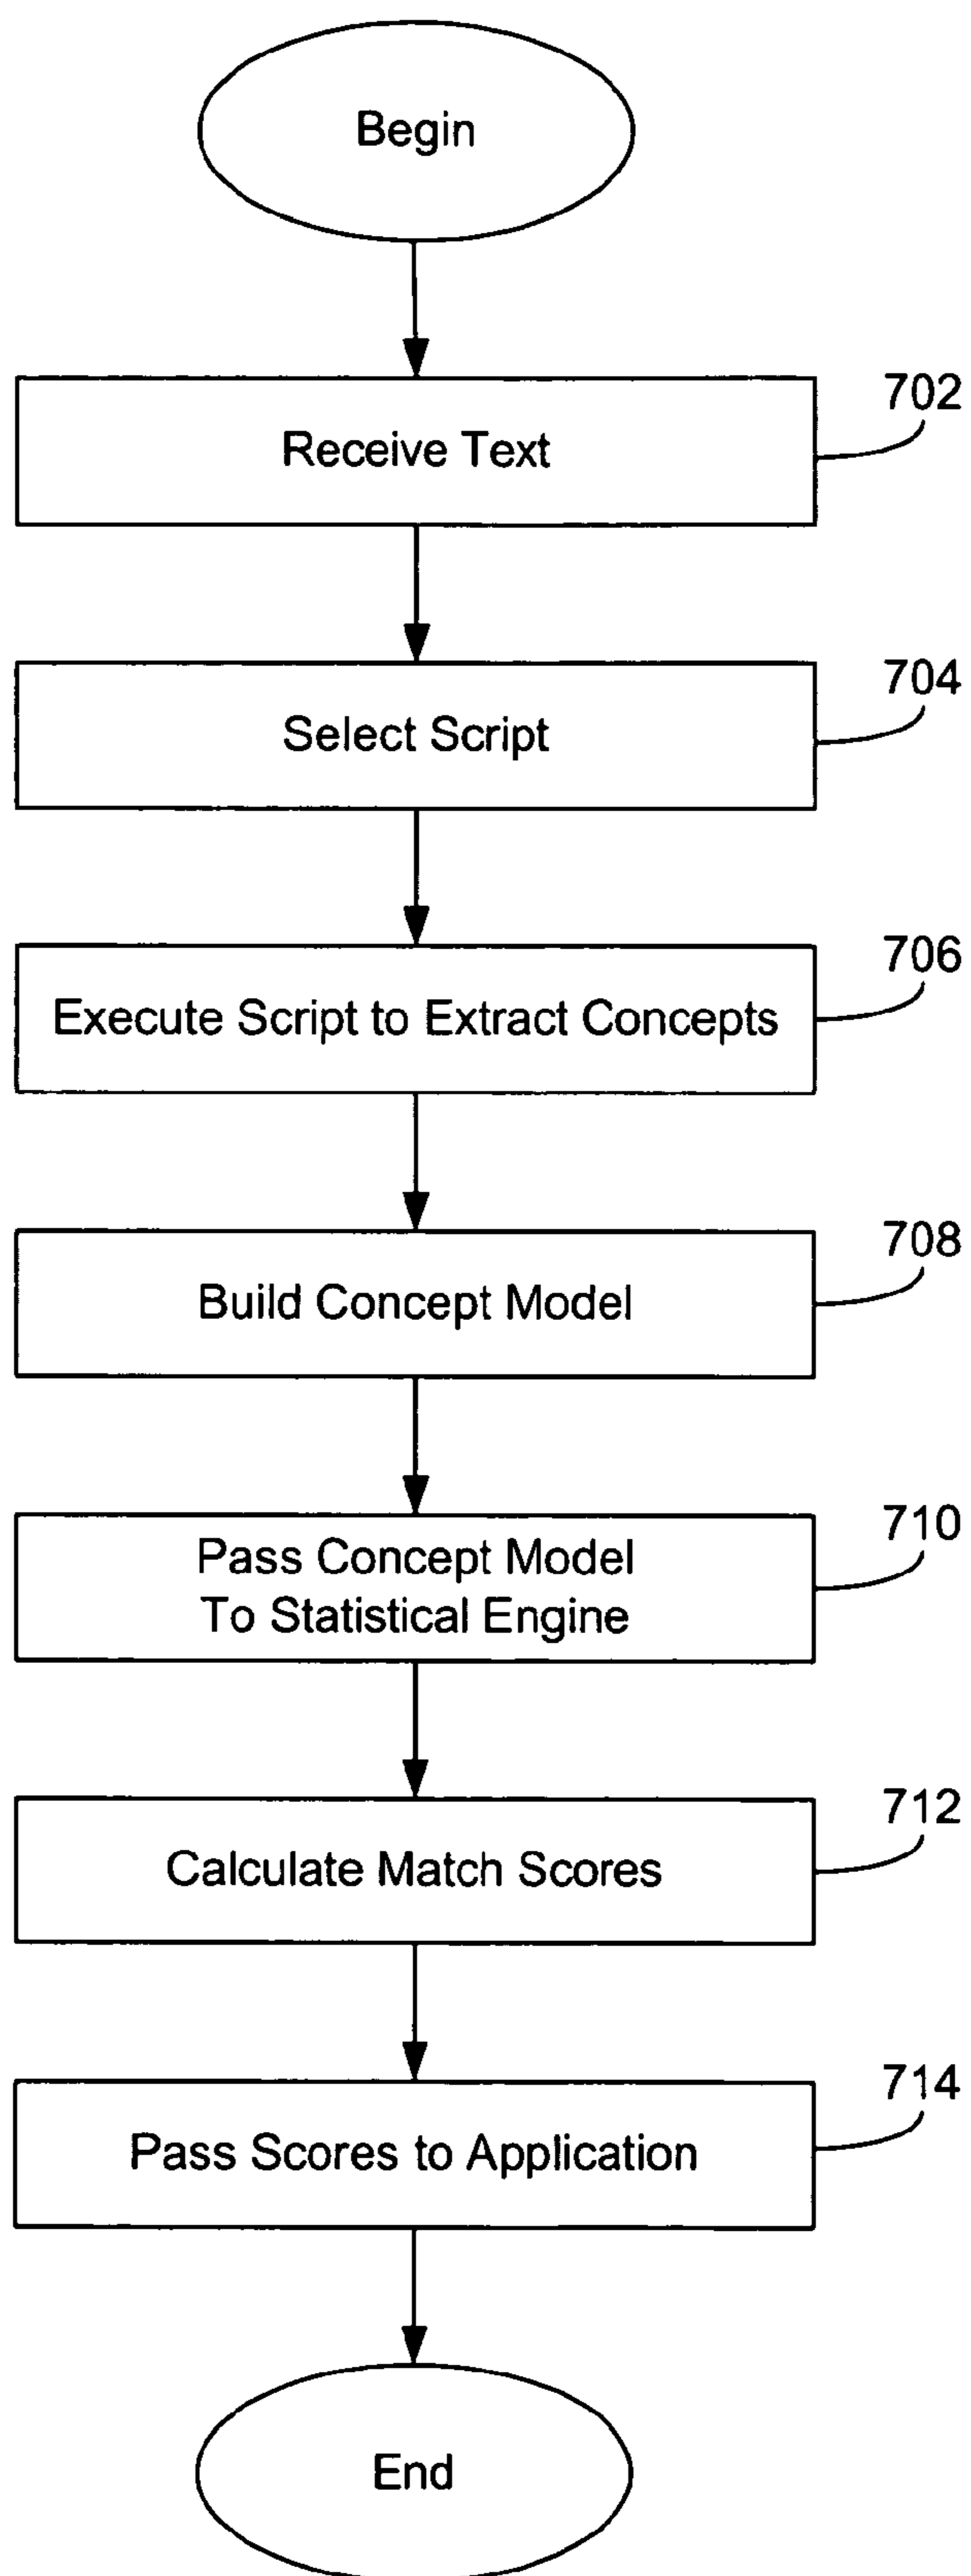 Begin
702
Receive Text
704
Select Script
706
Execute Script to Extract Concepts
708
Build Concept Model
710
Pass Concept Model
To Statistical Engine
712
Calculate Match Scores
714
Pass Scores to Application
End